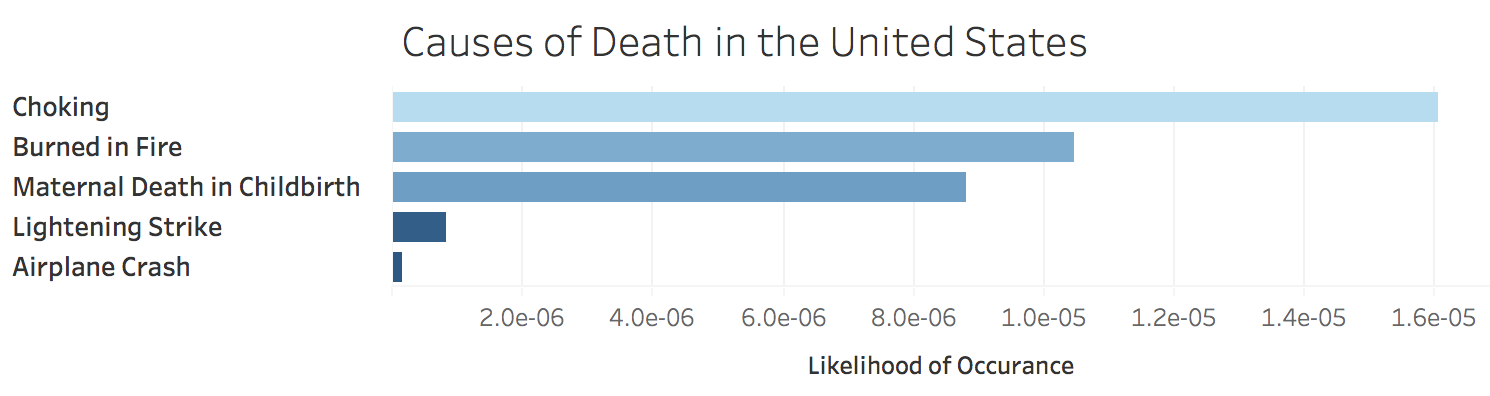 Causes of Death in the United States
Choking
Burned in Fire
Maternal Death in Childbirth
Lightening Strike
Airplane Crash
2.0e-06 4.0e-06 6.0e-06 8.0e-06 1.0e-05 1.2e-05 1.4e-05 1.6e-05
Likelihood of Occurance